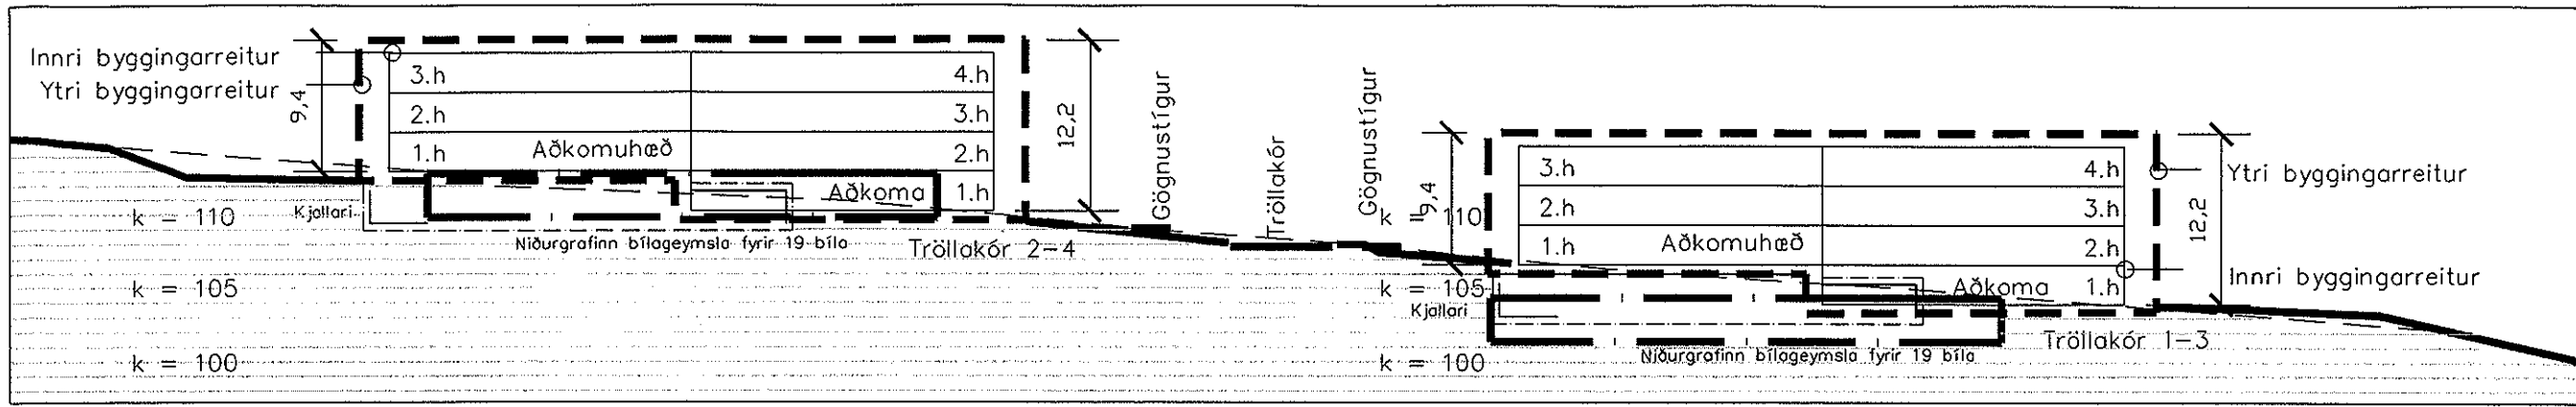 Innri byggingarreitur
Ytri byggingarreitur
9,4
3.h
4.h
2.h
3.h
1.h
Aðkomuhæð
2.h
Aðkoma
1.h
12,2
k = 110
Kjallari
Niðurgrafinn bílageymsla fyrir 19 bíla
Tröllakór 2-4
k = 105
k = 100
Gögnustígur
Tröllakór
Gögnustígur
k = 110
9,4
k = 105
Kjallari
k = 100
3.h
4.h
2.h
3.h
1.h
Aðkomuhæð
2.h
Aðkoma
1.h
12,2
Ytri byggingarreitur
Innri byggingarreitur
Niðurgrafinn bílageymsla fyrir 19 bíla
Tröllakór 1-3